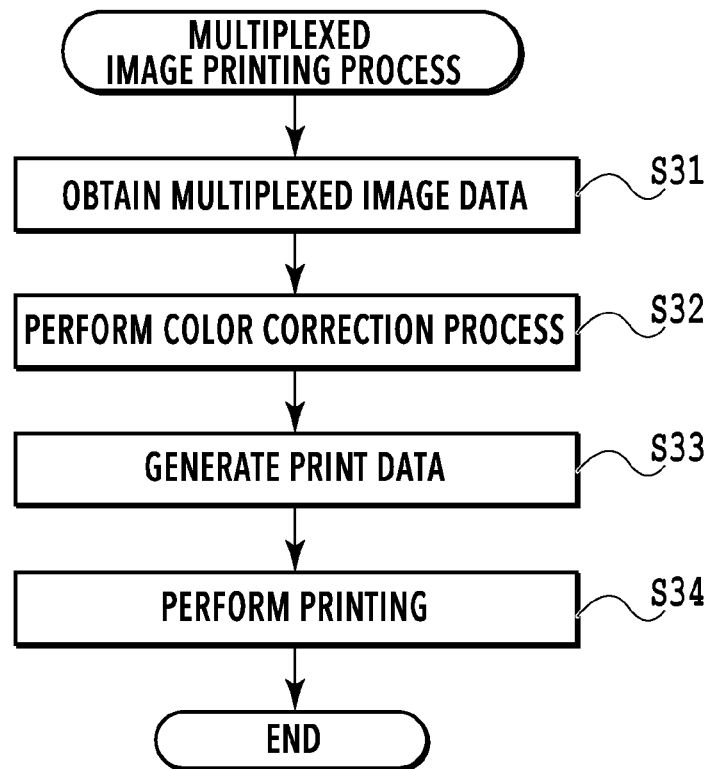 MULTIPLEXED
IMAGE PRINTING PROCESS
OBTAIN MULTIPLEXED IMAGE DATA
S31
PERFORM COLOR CORRECTION PROCESS
S32
GENERATE PRINT DATA
S33
PERFORM PRINTING
S34
END